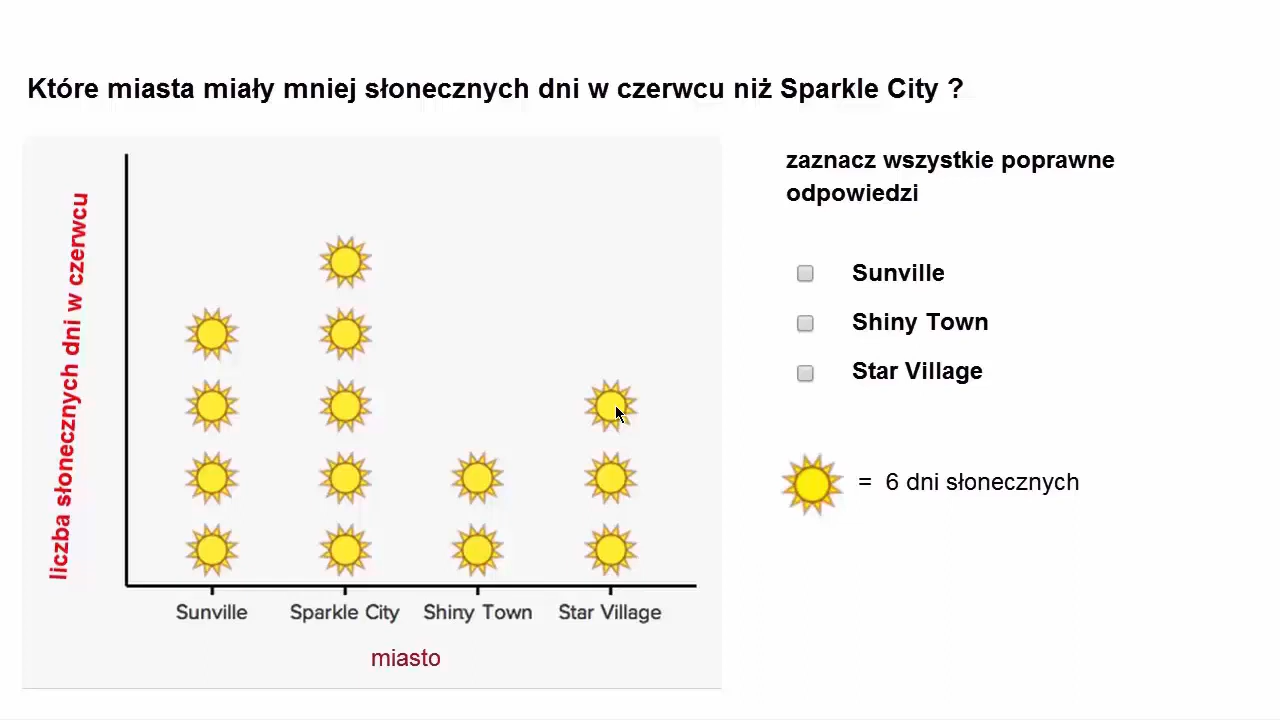 Które miasta miały mniej słonecznych dni w czerwcu niż Sparkle City ?
liczba słonecznych dni w czerwcu
Sunville Sparkle City Shiny Town Star Village
miasto
zaznacz wszystkie poprawne
odpowiedzi
Sunville
Shiny Town
Star Village
= 6 dni słonecznych